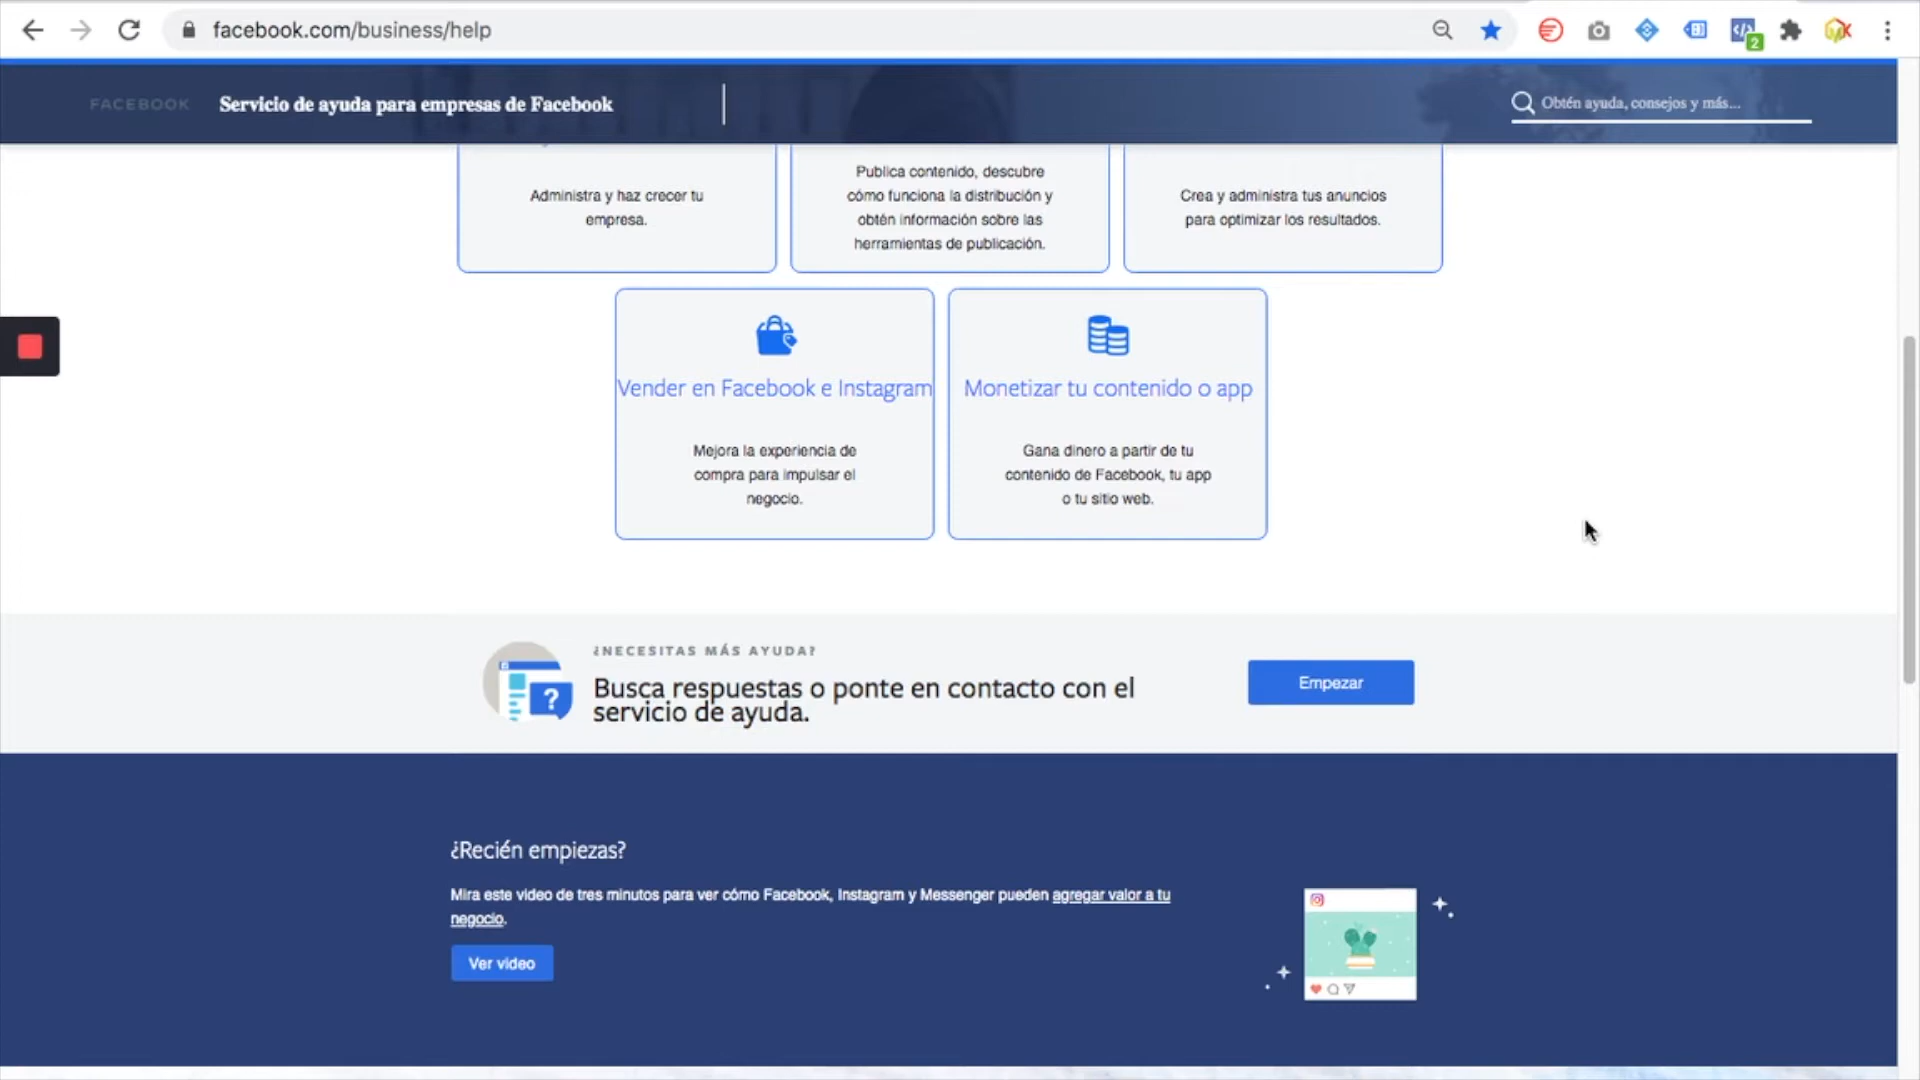 facebook.com/business/help
2
FACEBOOK
Servicio de ayuda para empresas de Facebook
Obtén ayuda, consejos y más...
Administra y haz crecer tu
empresa.
Publica contenido, descubre
cómo funciona la distribución y
obtén información sobre las
herramientas de publicación.
Crea y administra tus anuncios
para optimizar los resultados.
Vender en Facebook e Instagram
Mejora la experiencia de
compra para impulsar el
negocio.
Monetizar tu contenido o app
Gana dinero a partir de tu
contenido de Facebook, tu app
o tu sitio web.
¿NECESITAS MÁS AYUDA?
Busca respuestas o ponte en contacto con el
servicio de ayuda.
Empezar
¿Recién empiezas?
Mira este video de tres minutos para ver cómo Facebook, Instagram y Messenger pueden agregar valor a tu
negocio.
Ver video